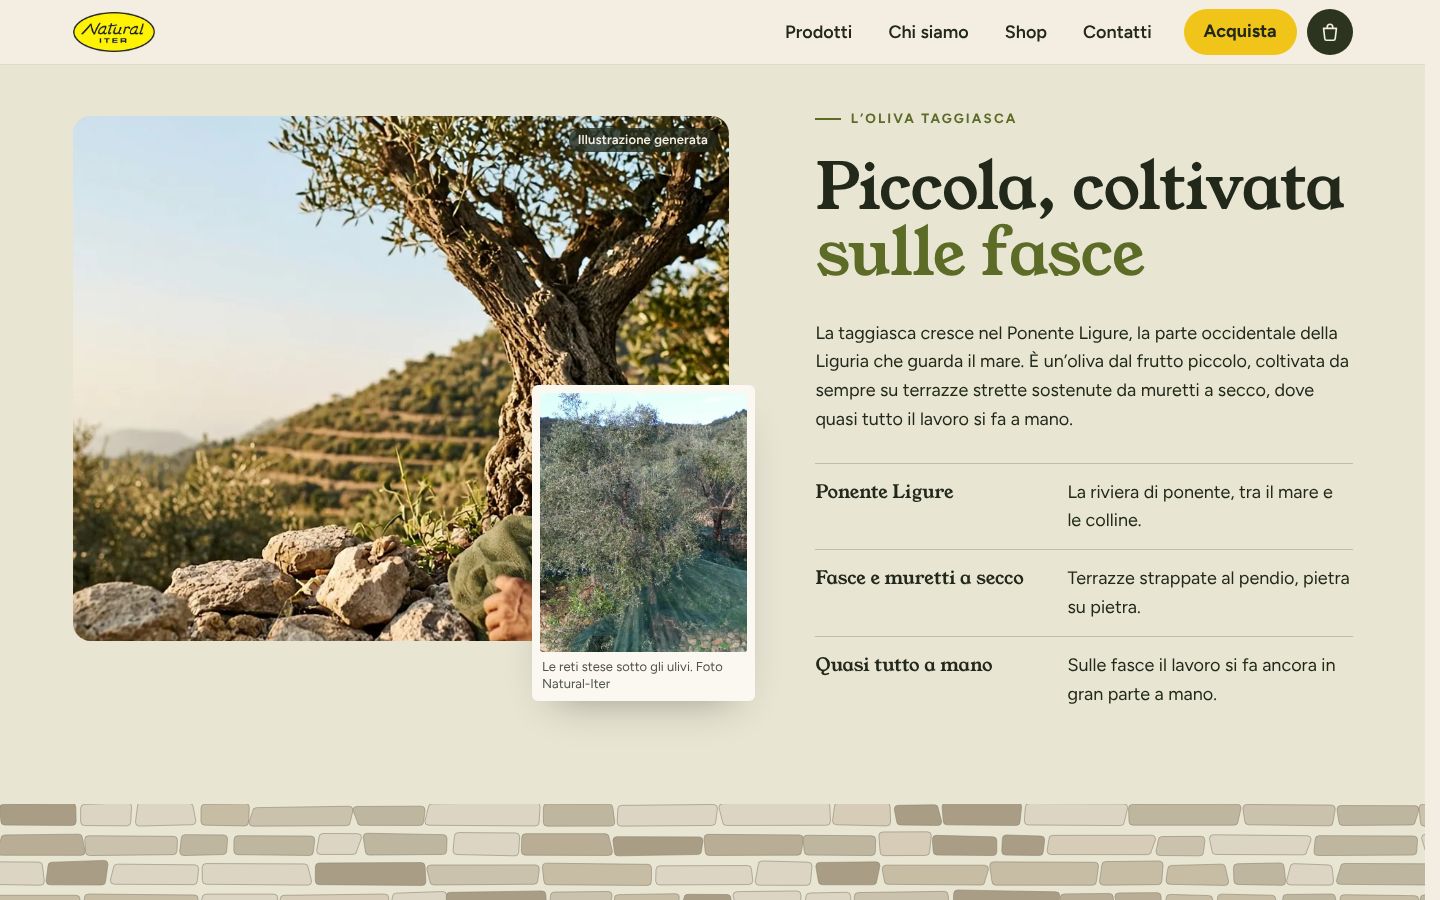 Natural
ITER
Prodotti
Chi siamo
Shop
Contatti
Acquista
Illustrazione generata
L’OLIVA TAGGIASCA
Piccola, coltivata
sulle fasce
La taggiasca cresce nel Ponente Ligure, la parte occidentale della
Liguria che guarda il mare. È un’oliva dal frutto piccolo, coltivata da
sempre su terrazze strette sostenute da muretti a secco, dove
quasi tutto il lavoro si fa a mano.
Ponente Ligure
La riviera di ponente, tra il mare e
le colline.
Fasce e muretti a secco
Terrazze strappate al pendio, pietra
su pietra.
Quasi tutto a mano
Sulle fasce il lavoro si fa ancora in
gran parte a mano.
Le reti stese sotto gli ulivi. Foto
Natural-Iter